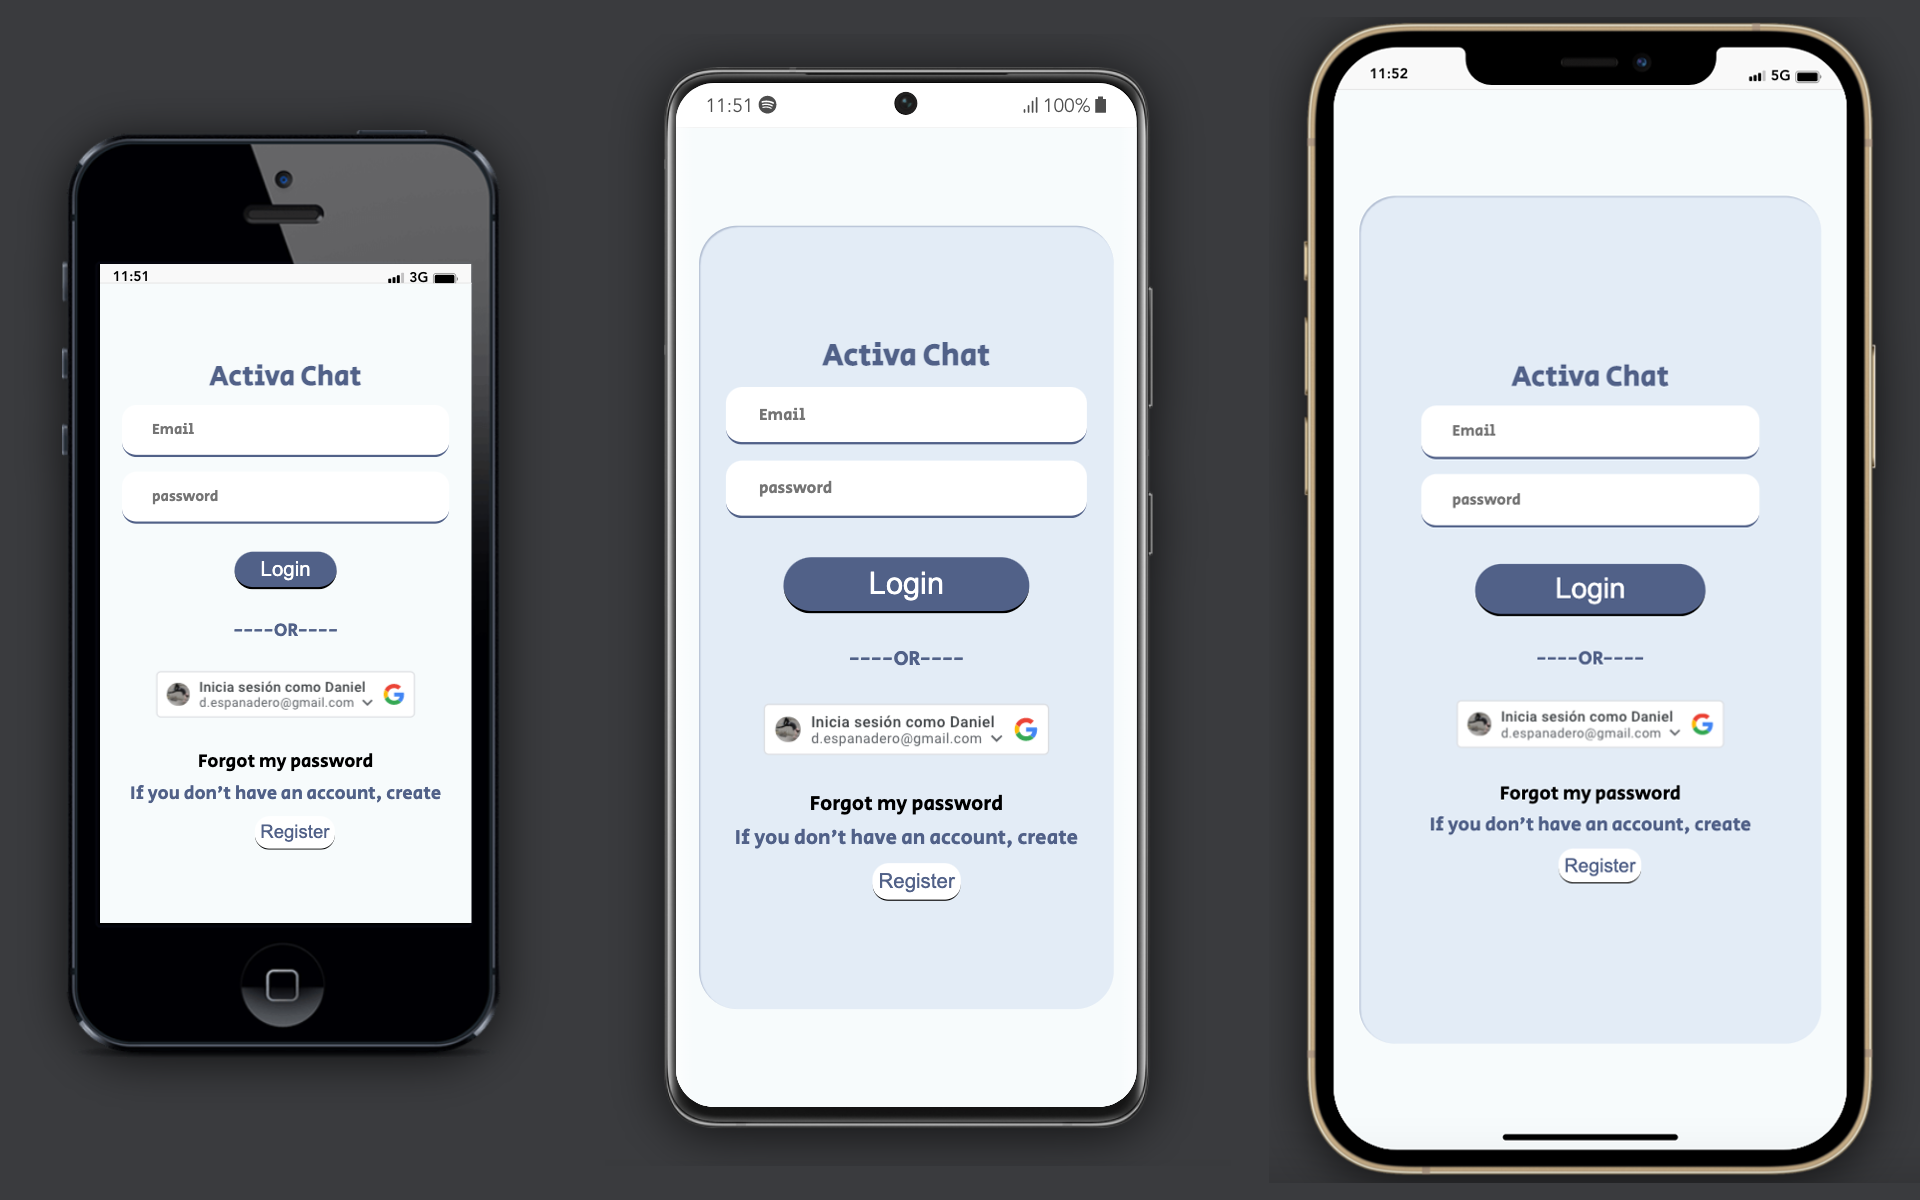 11:51
3G
Activa Chat
Email
password
Login
----OR----
Inicia sesión como Daniel
d.espanadero@gmail.com
Forgot my password
If you don't have an account, create
Register
11:51
100%
Activa Chat
Email
password
Login
----OR----
Inicia sesión como Daniel
d.espanadero@gmail.com
Forgot my password
If you don't have an account, create
Register
11:52
5G
Activa Chat
Email
password
Login
----OR----
Inicia sesión como Daniel
d.espanadero@gmail.com
Forgot my password
If you don't have an account, create
Register